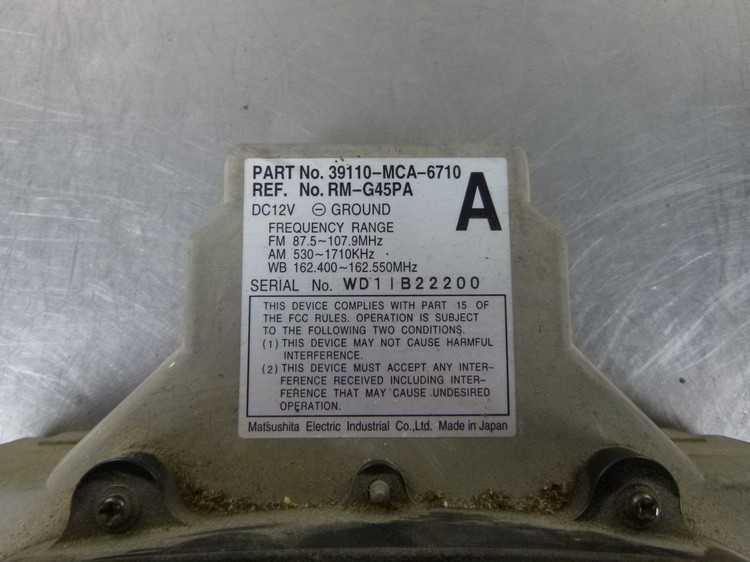 PART No. 39110-MCA-6710
REF. No. RM-G45PA
A
DC12V ⊖ GROUND
FREQUENCY RANGE
FM 87.5~107.9MHz
AM 530~1710KHz
WB 162.400~162.550MHz
SERIAL No. WD11B22200
THIS DEVICE COMPLIES WITH PART 15 OF
THE FCC RULES. OPERATION IS SUBJECT
TO THE FOLLOWING TWO CONDITIONS.
(1) THIS DEVICE MAY NOT CAUSE HARMFUL
INTERFERENCE.
(2) THIS DEVICE MUST ACCEPT ANY INTER-
FERENCE RECEIVED INCLUDING INTER-
FERENCE THAT MAY CAUSE UNDESIRED
OPERATION.
Matsushita Electric Industrial Co.,Ltd. Made in Japan